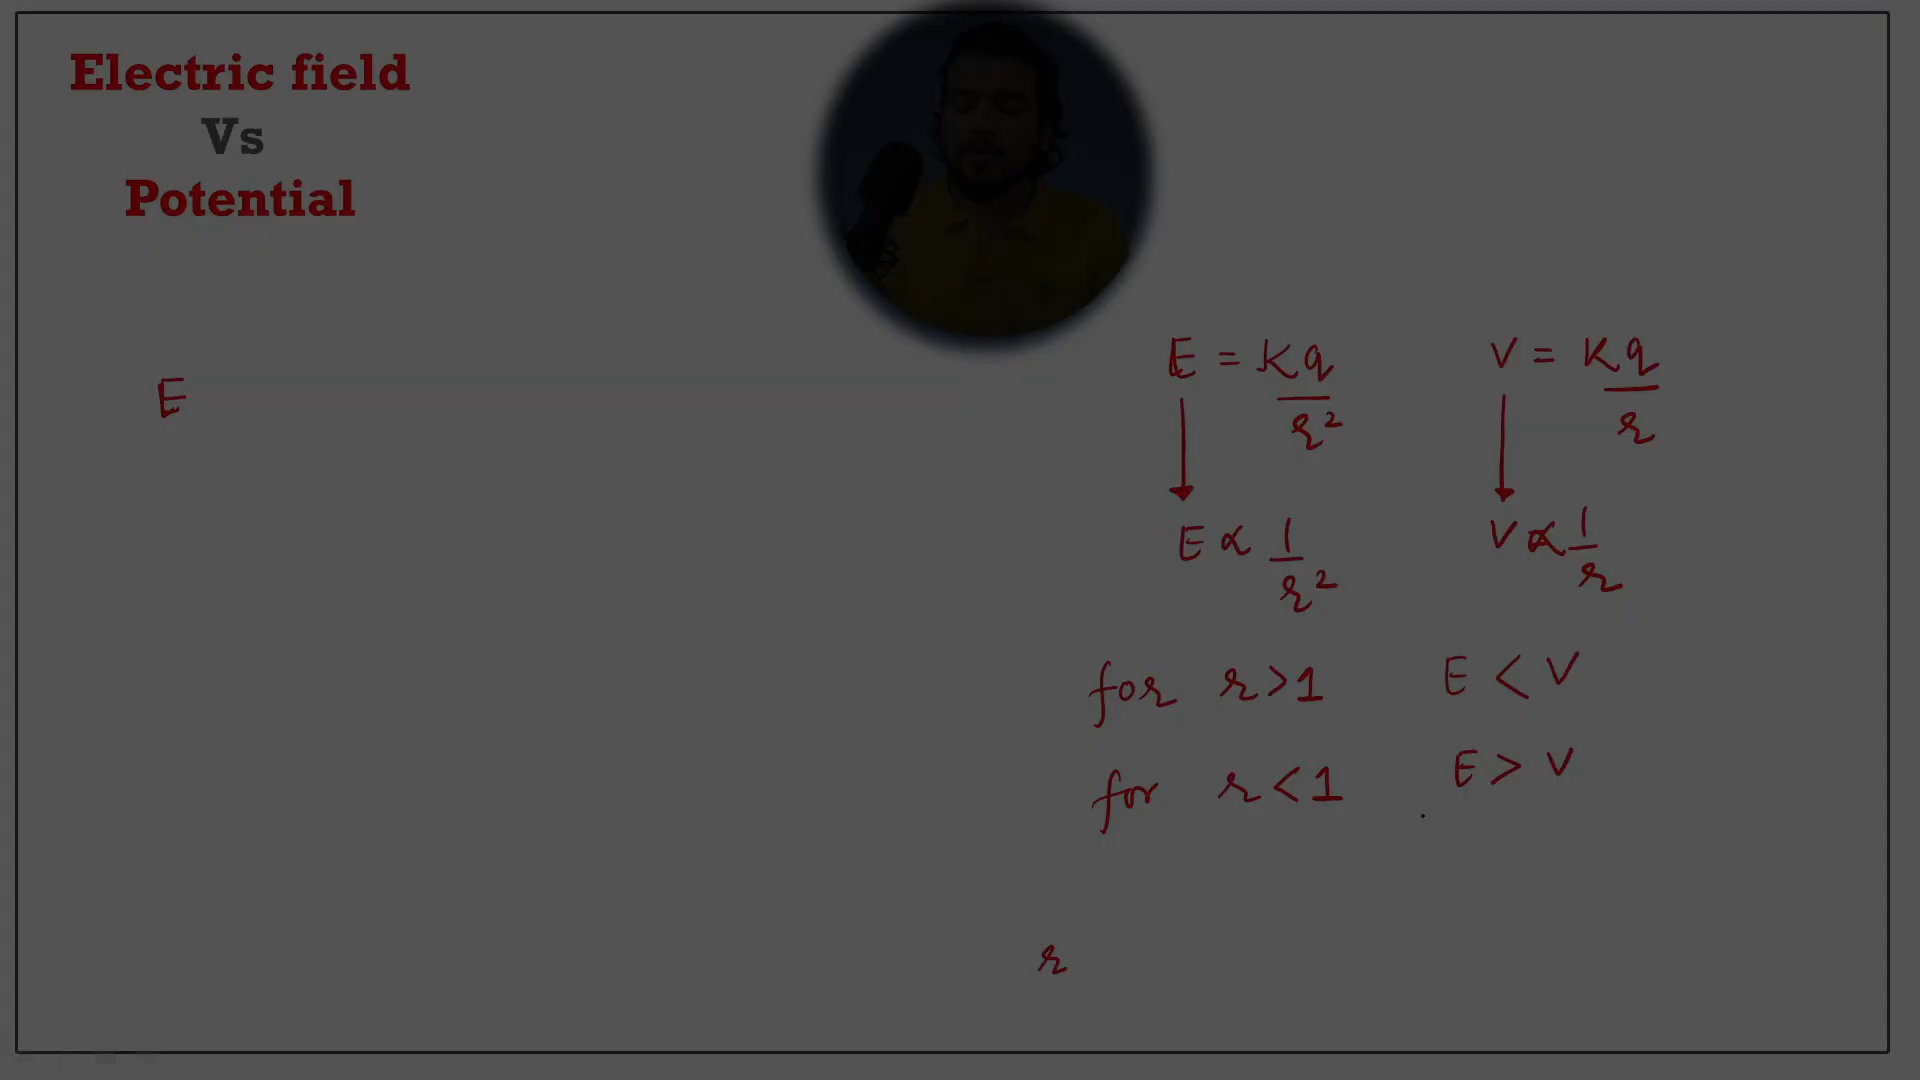 Electric field
Vs
Potential
E
E = Kq/r²
V = Kq/r
E ∝ 1/r²
V ∝ 1/r
for r>1 E < V
for r<1 E > V
r